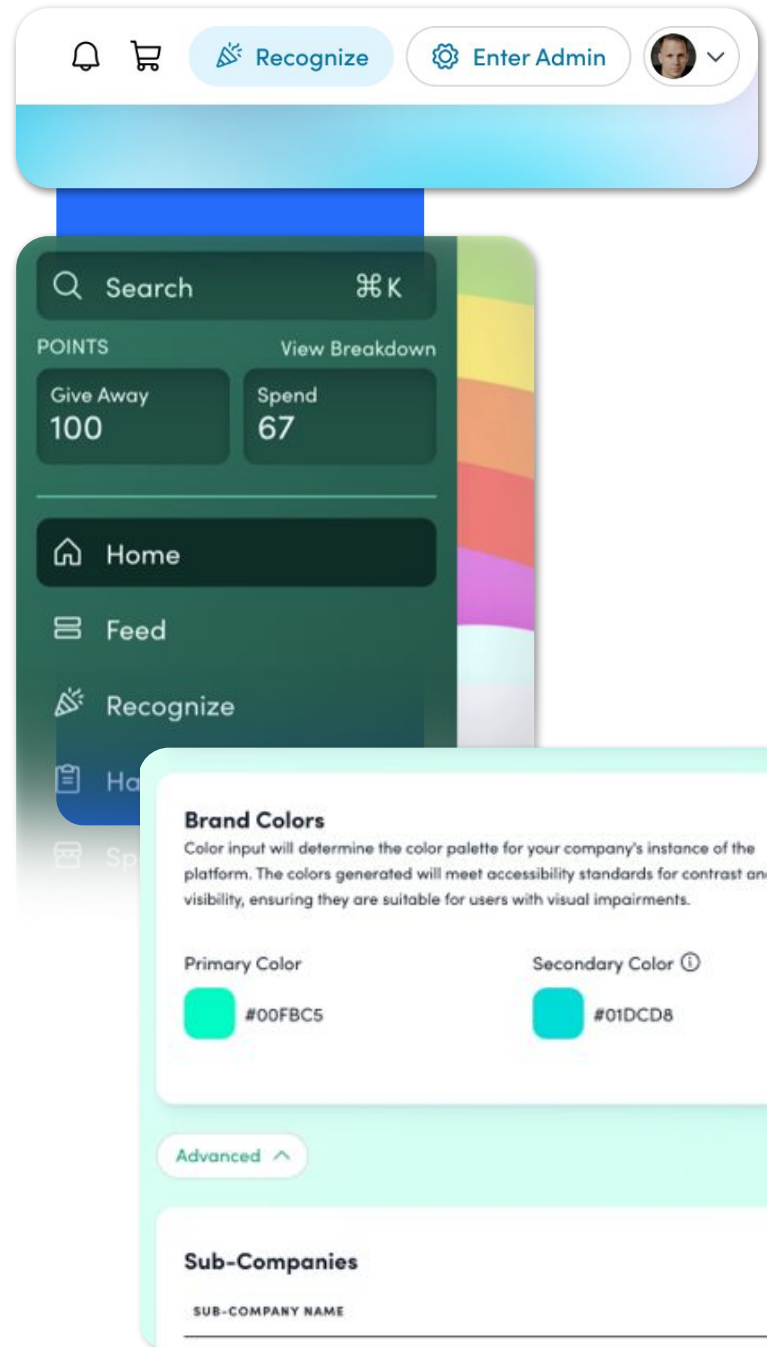 Recognize
Enter Admin
Search ⌘K
POINTS
View Breakdown
Give Away
100
Spend
67
Home
Feed
Recognize
Ha
Sp
Brand Colors
Color input will determine the color palette for your company's instance of the
platform. The colors generated will meet accessibility standards for contrast an
visibility, ensuring they are suitable for users with visual impairments.
Primary Color
#00FBC5
Secondary Color
#01DCD8
Advanced
Sub-Companies
SUB-COMPANY NAME